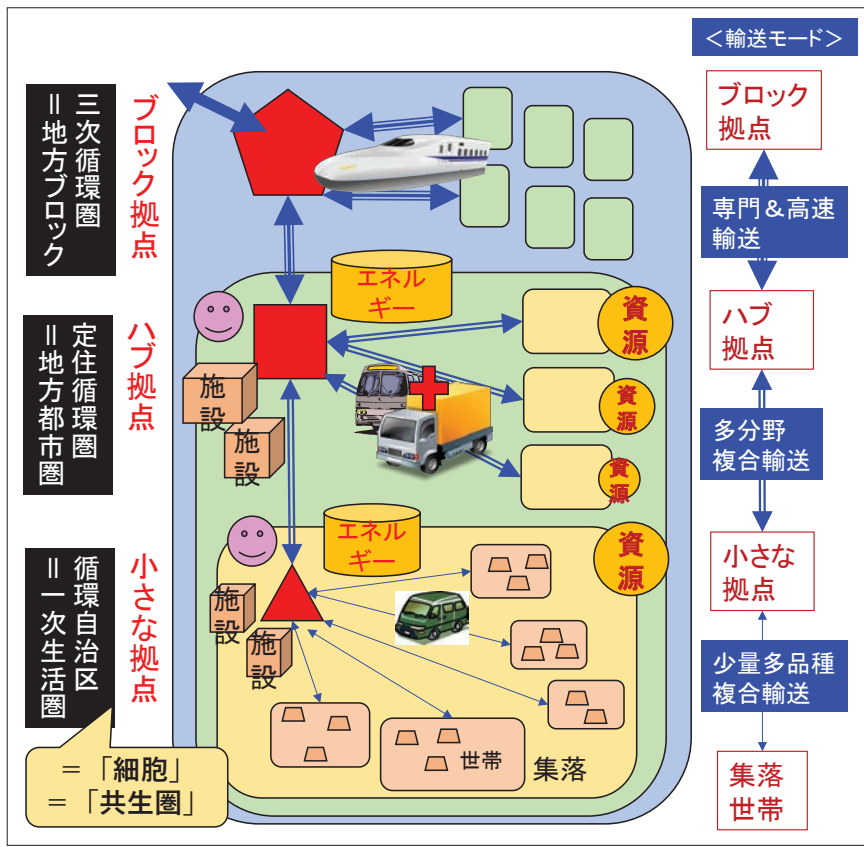 <輸送モード>
三次循環圏
=地方ブロック
ブロック拠点
ブロック
拠点
専門&高速
輸送
エネル
ギー
資源
定住循環圏
=地方都市圏
ハブ拠点
施設
施設
資源
資源
ハブ
拠点
多分野
複合輸送
エネル
ギー
資源
循環自治区
=一次生活圏
小さな拠点
施設
施設
小さな
拠点
少量多品種
複合輸送
世帯
集落
=「細胞」
=「共生圏」
集落
世帯